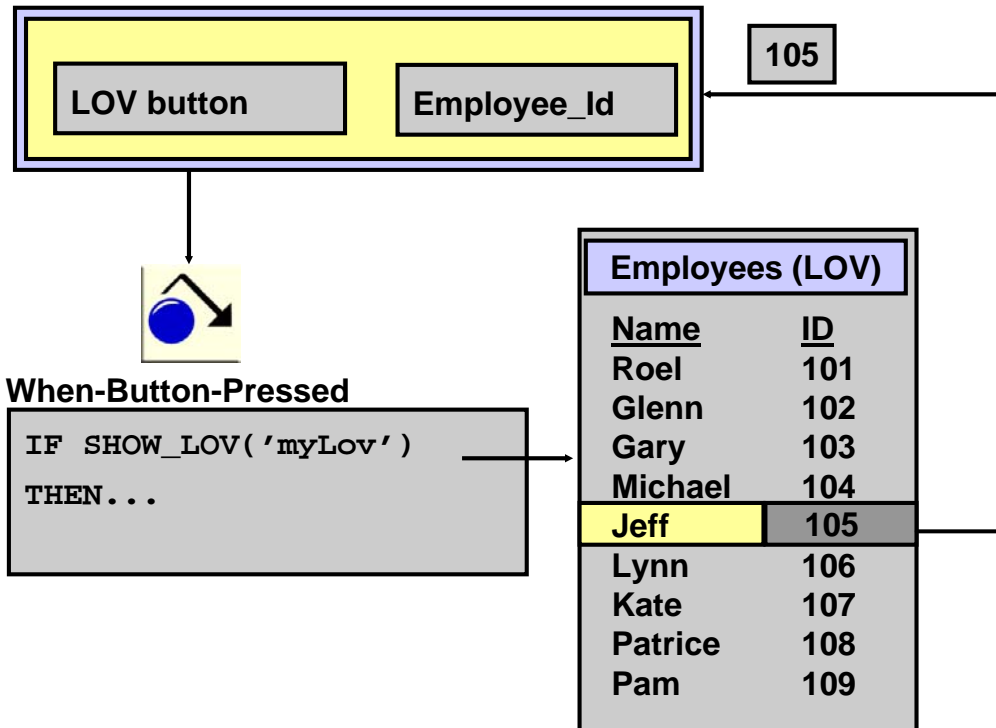 105
LOV button
Employee_Id
When-Button-Pressed
IF SHOW_LOV(’myLov’)
THEN...
Employees (LOV)
Name ID
Roel 101
Glenn 102
Gary 103
Michael 104
Jeff 105
Lynn 106
Kate 107
Patrice 108
Pam 109